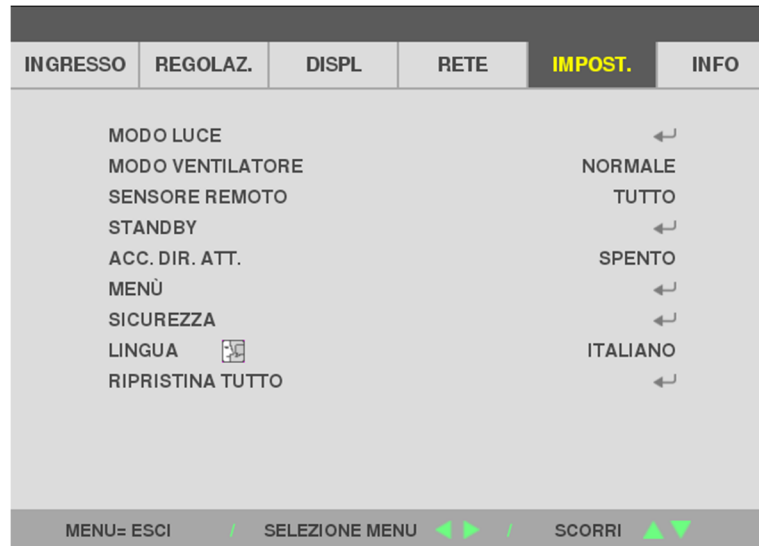 INGRESSO REGOLAZ. DISPL RETE IMPOST. INFO
MODO LUCE
MODO VENTILATORE NORMALE
SENSORE REMOTO TUTTO
STANDBY
ACC. DIR. ATT. SPENTO
MENÙ
SICUREZZA
LINGUA ITALIANO
RIPRISTINA TUTTO
MENU= ESCI / SELEZIONE MENU / SCORRI